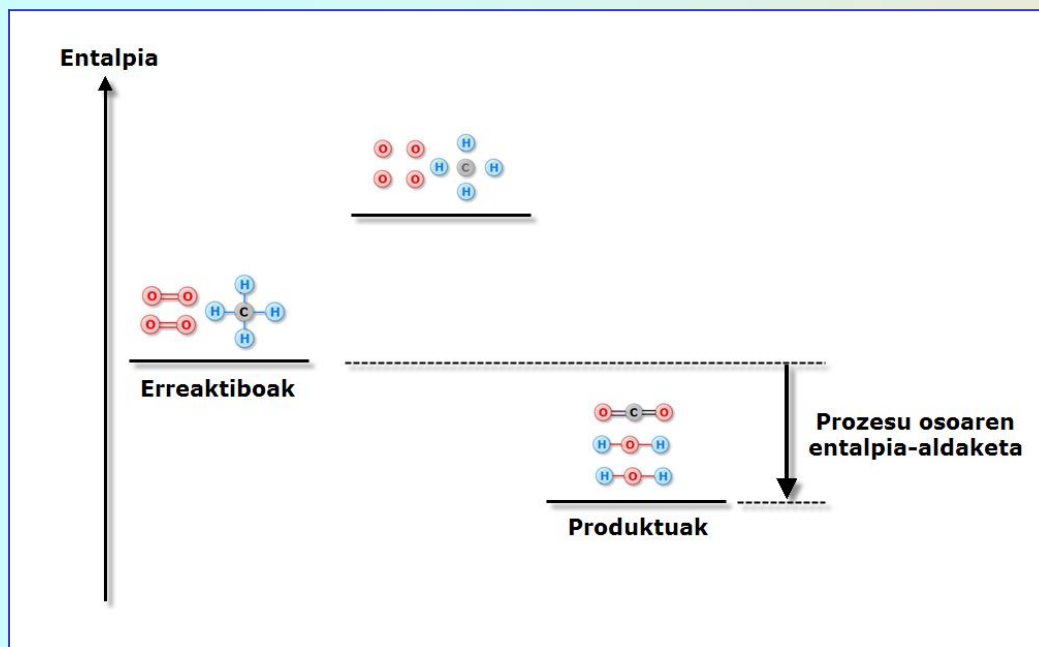 Entalpia
O O H
H C H
O O H
O O H
H C H
O O H
Erreaktiboak
O C O
H O H
H O H
Prozesu osoaren
entalpia-aldaketa
Produktuak